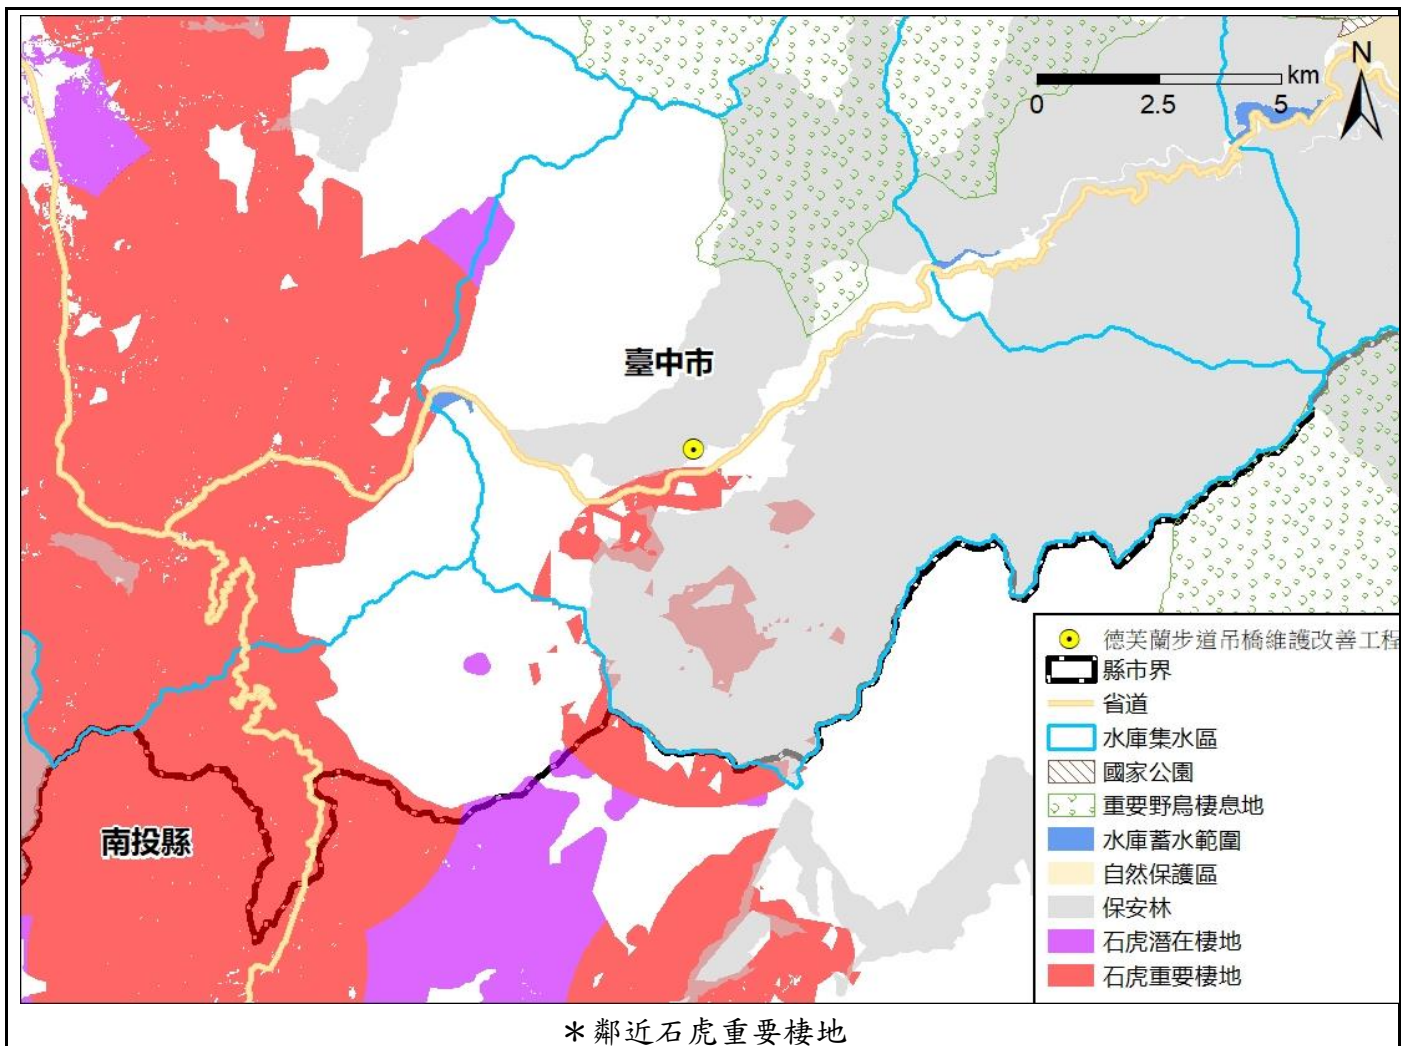 N
km
0 2.5 5
臺中市
南投縣
德芙蘭步道吊橋維護改善工程
縣市界
省道
水庫集水區
國家公園
重要野鳥棲息地
水庫蓄水範圍
自然保護區
保安林
石虎潛在棲地
石虎重要棲地
＊鄰近石虎重要棲地